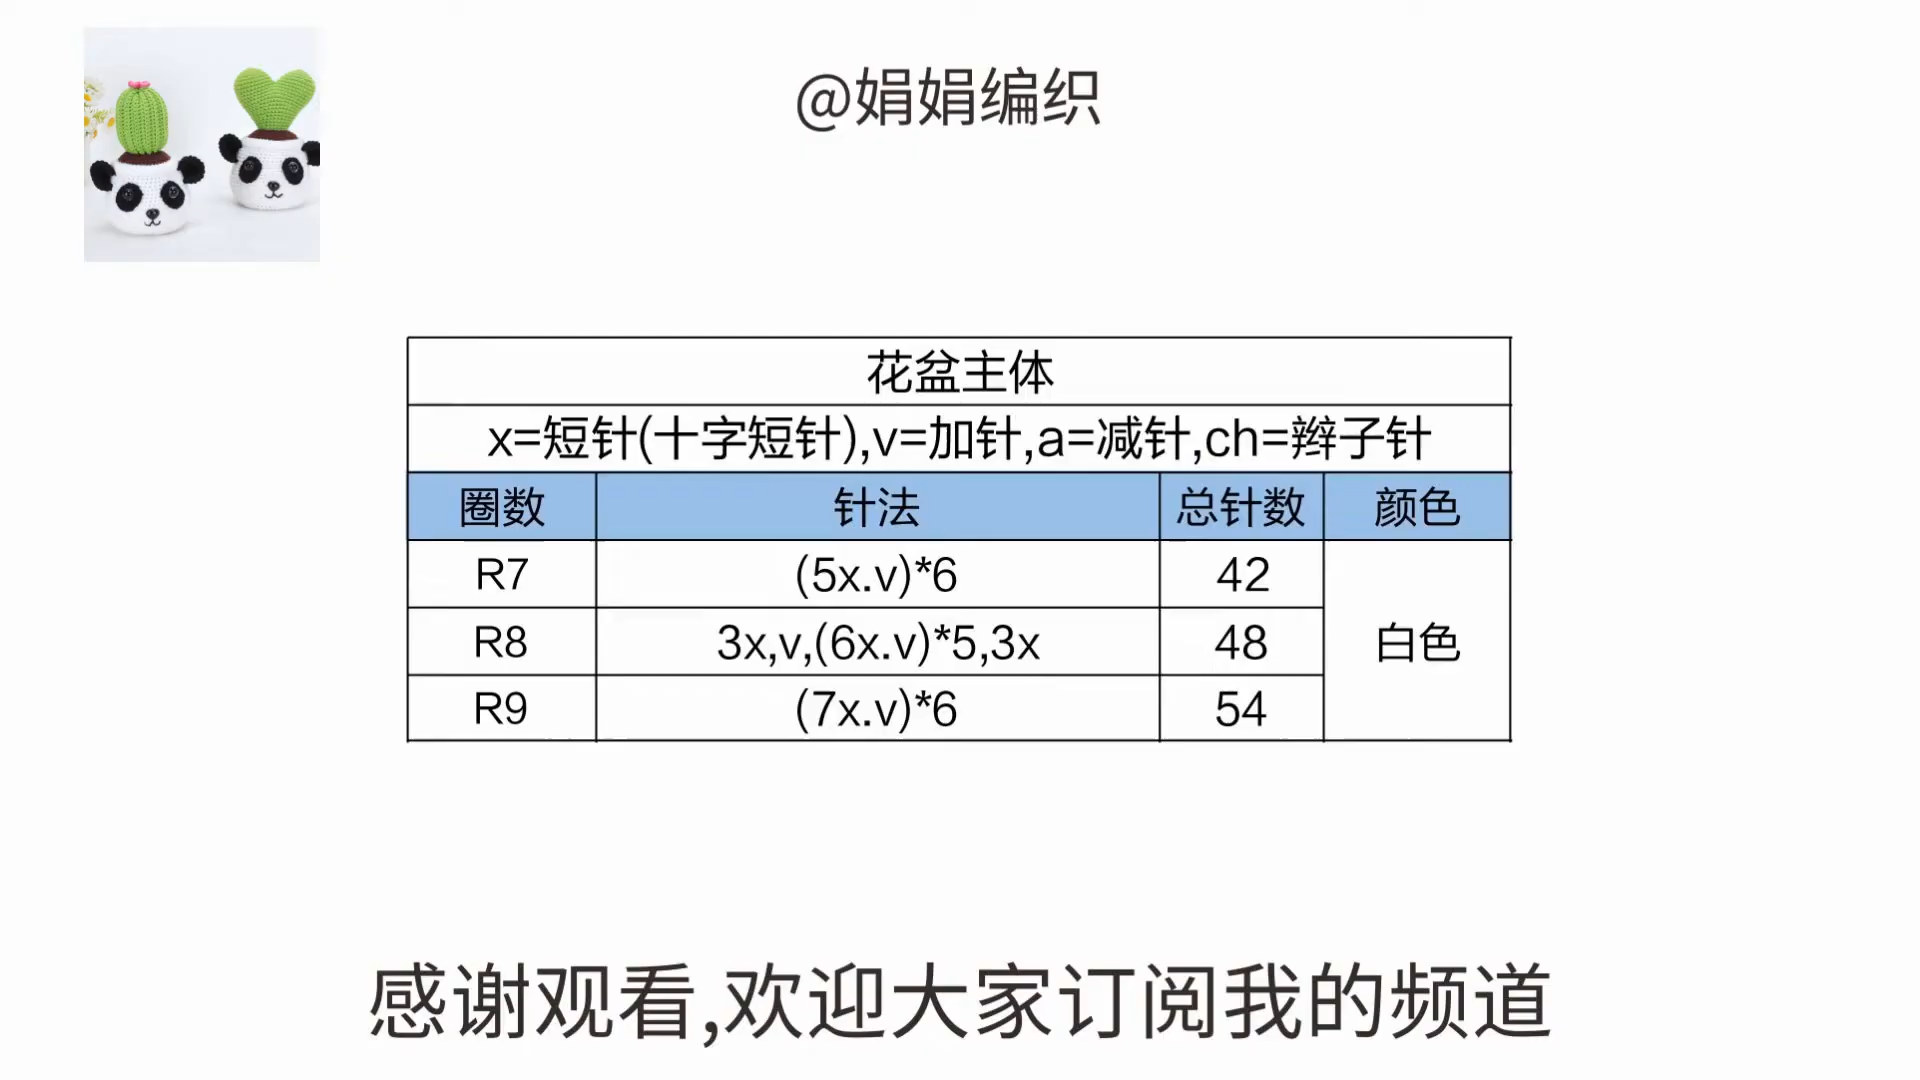 @娟娟编织
花盆主体
x=短针(十字短针),v=加针,a=减针,ch=辫子针
圈数 针法 总针数 颜色
R7 (5x.v)*6 42
R8 3x,v,(6x.v)*5,3x 48 白色
R9 (7x.v)*6 54
感谢观看,欢迎大家订阅我的频道